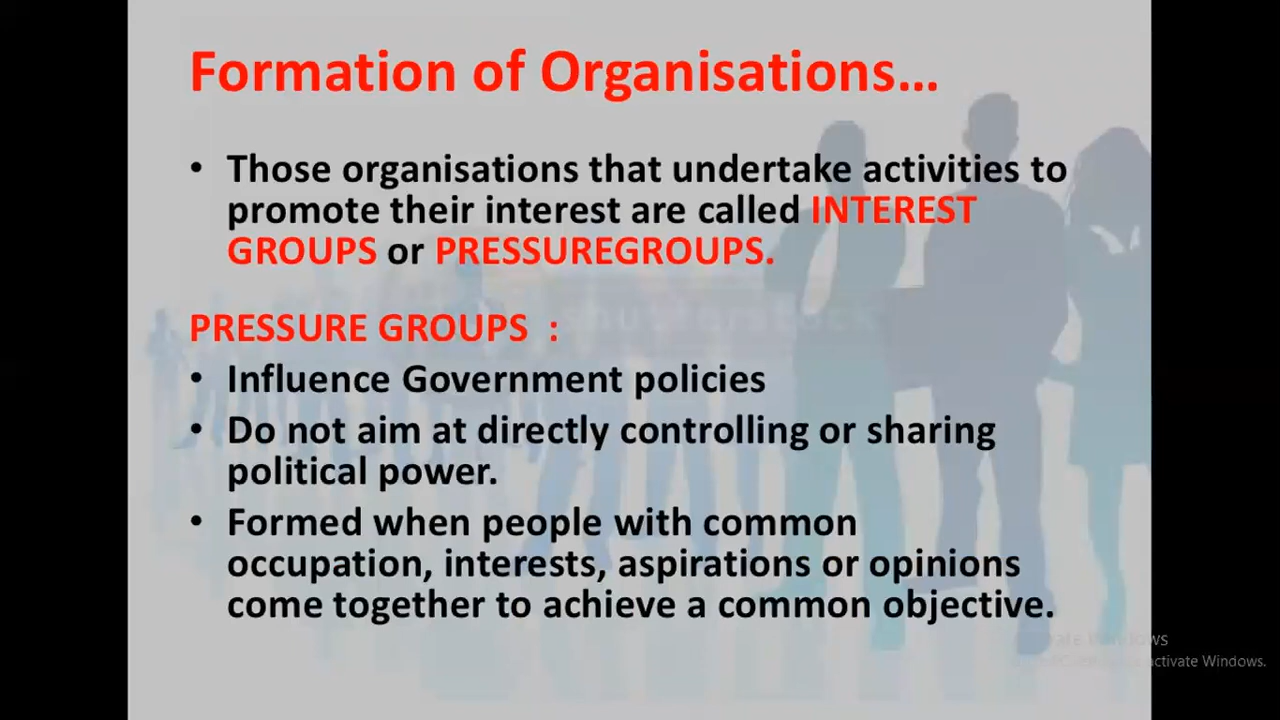 Formation of Organisations...
• Those organisations that undertake activities to
promote their interest are called INTEREST
GROUPS or PRESSUREGROUPS.
PRESSURE GROUPS :
• Influence Government policies
• Do not aim at directly controlling or sharing
political power.
• Formed when people with common
occupation, interests, aspirations or opinions
come together to achieve a common objective.
shutterstock
Windows.